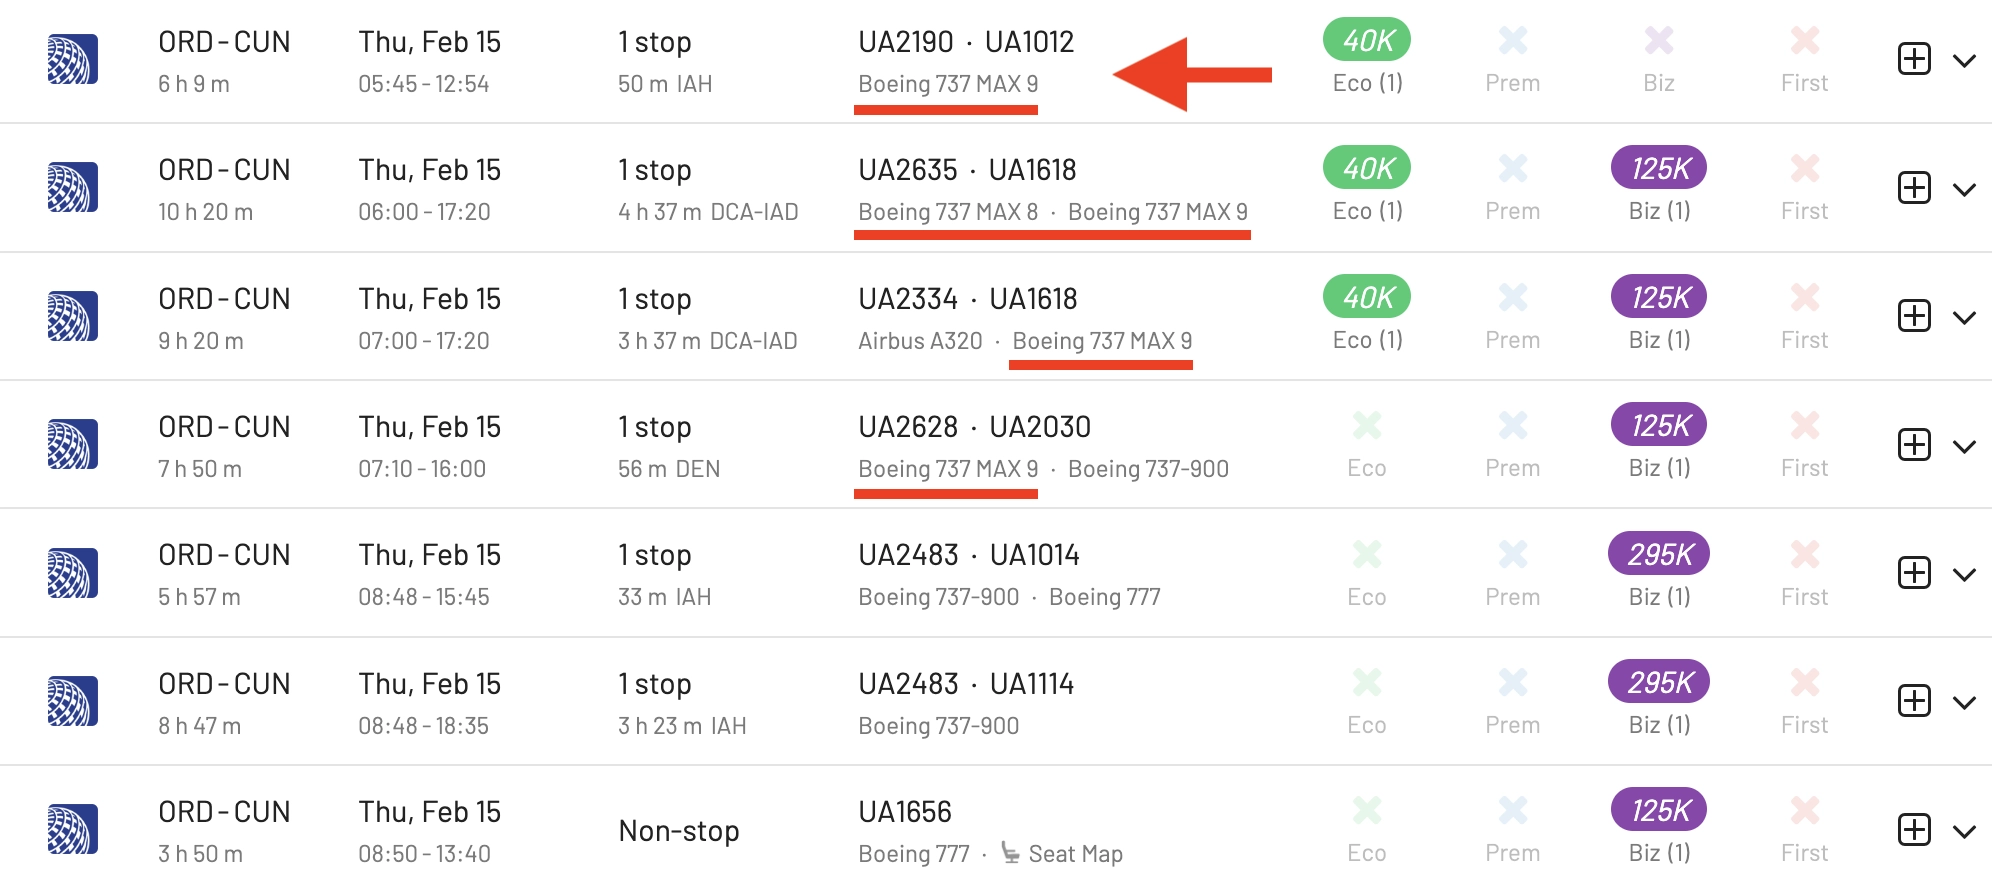 ORD - CUN Thu, Feb 15 1 stop UA2190 · UA1012 40K
6 h 9 m 05:45 - 12:54 50 m IAH Boeing 737 MAX 9 Eco (1) Prem Biz First
ORD - CUN Thu, Feb 15 1 stop UA2635 · UA1618 40K 125K
10 h 20 m 06:00 - 17:20 4 h 37 m DCA-IAD Boeing 737 MAX 8 · Boeing 737 MAX 9 Eco (1) Prem Biz (1) First
ORD - CUN Thu, Feb 15 1 stop UA2334 · UA1618 40K 125K
9 h 20 m 07:00 - 17:20 3 h 37 m DCA-IAD Airbus A320 · Boeing 737 MAX 9 Eco (1) Prem Biz (1) First
ORD - CUN Thu, Feb 15 1 stop UA2628 · UA2030 125K
7 h 50 m 07:10 - 16:00 56 m DEN Boeing 737 MAX 9 · Boeing 737-900 Eco Prem Biz (1) First
ORD - CUN Thu, Feb 15 1 stop UA2483 · UA1014 295K
5 h 57 m 08:48 - 15:45 33 m IAH Boeing 737-900 · Boeing 777 Eco Prem Biz (1) First
ORD - CUN Thu, Feb 15 1 stop UA2483 · UA1114 295K
8 h 47 m 08:48 - 18:35 3 h 23 m IAH Boeing 737-900 Eco Prem Biz (1) First
ORD - CUN Thu, Feb 15 Non-stop UA1656 125K
3 h 50 m 08:50 - 13:40 Boeing 777 · Seat Map Eco Prem Biz (1) First